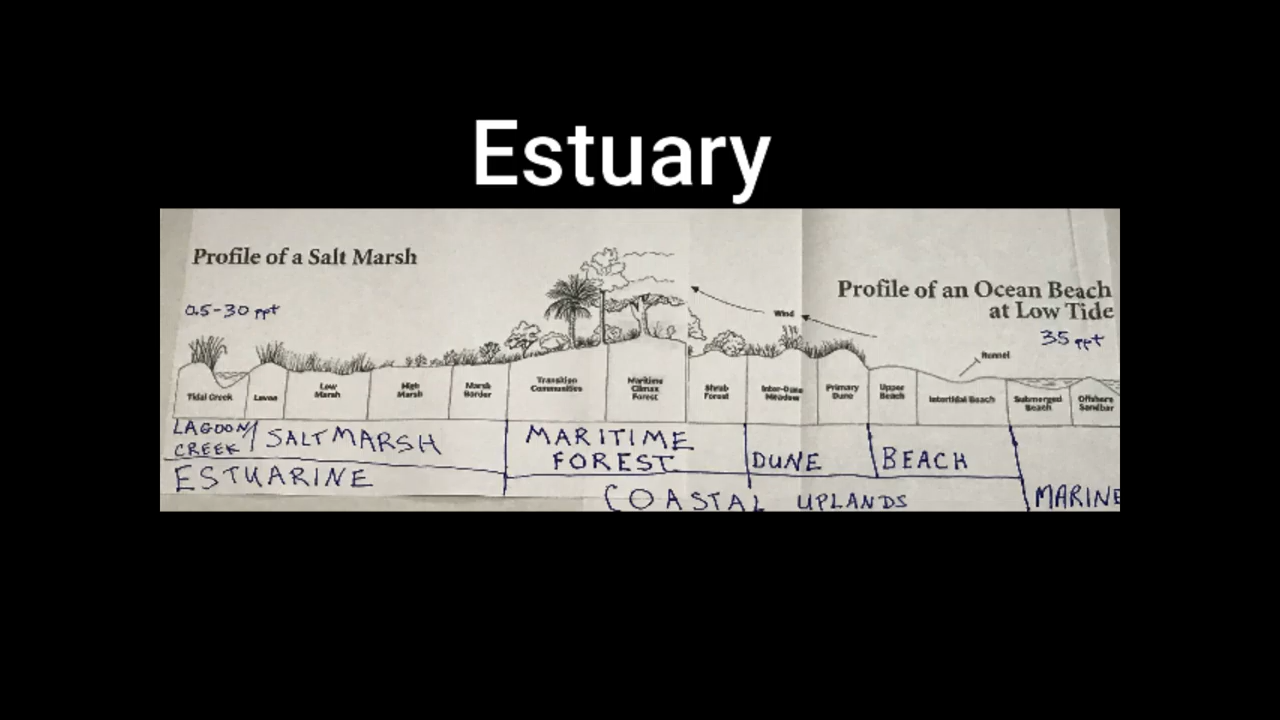 Estuary
Profile of a Salt Marsh
0.5-30 ppt
Wind
Profile of an Ocean Beach
at Low Tide
35 ppt
Runnel
Tidal Creek
Levee
Low
Marsh
High
Marsh
Marsh
Border
Transition
Communities
Maritime
Climax
Forest
Shrub
Forest
Inter-Dune
Meadow
Primary
Dune
Upper
Beach
Intertidal Beach
Submerged
Beach
Offshore
Sandbar
LAGOON/
CREEK
SALT MARSH
MARITIME
FOREST
DUNE
BEACH
ESTUARINE
COASTAL UPLANDS
MARINE